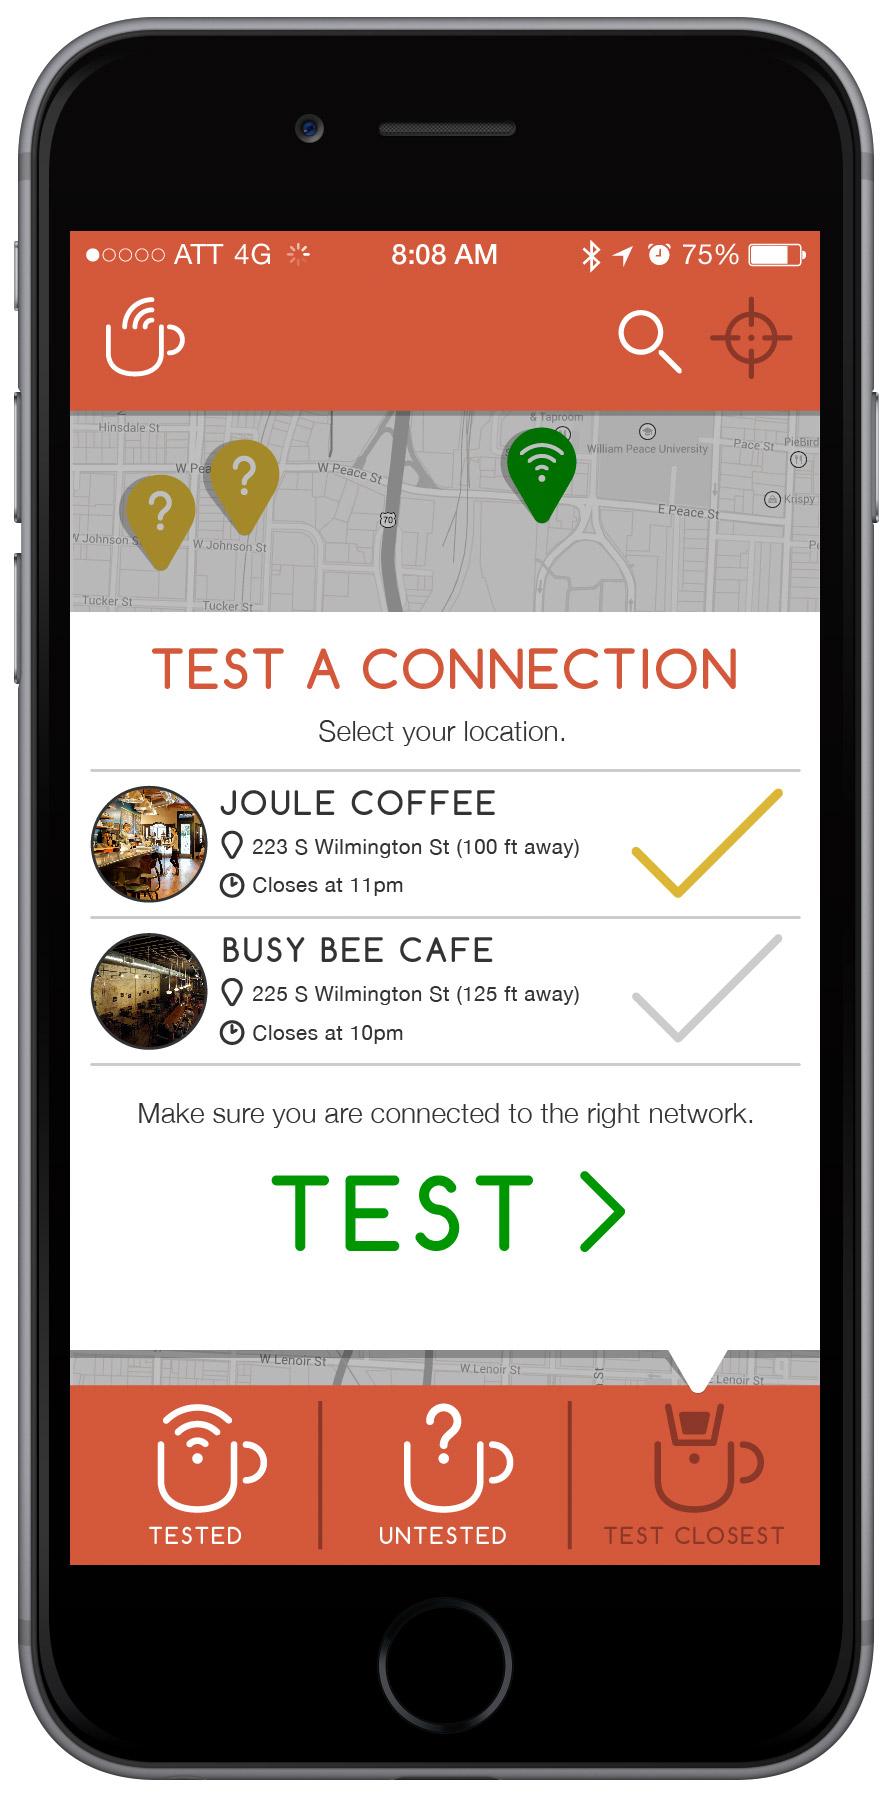 ATT 4G 8:08 AM 75%
& Taproom
Hinsdale St
William Peace University
Pace St
PieBird
W Pea
W Peace St
Krispy
70
E Peace St
W Johnson S
W Johnson St
Tucker St
Tucker St
TEST A CONNECTION
Select your location.
JOULE COFFEE
223 S Wilmington St (100 ft away)
Closes at 11pm
BUSY BEE CAFE
225 S Wilmington St (125 ft away)
Closes at 10pm
Make sure you are connected to the right network.
TEST >
W Lenoir St
W Lenoir St
St
Lenoir St
TESTED
UNTESTED
TEST CLOSEST